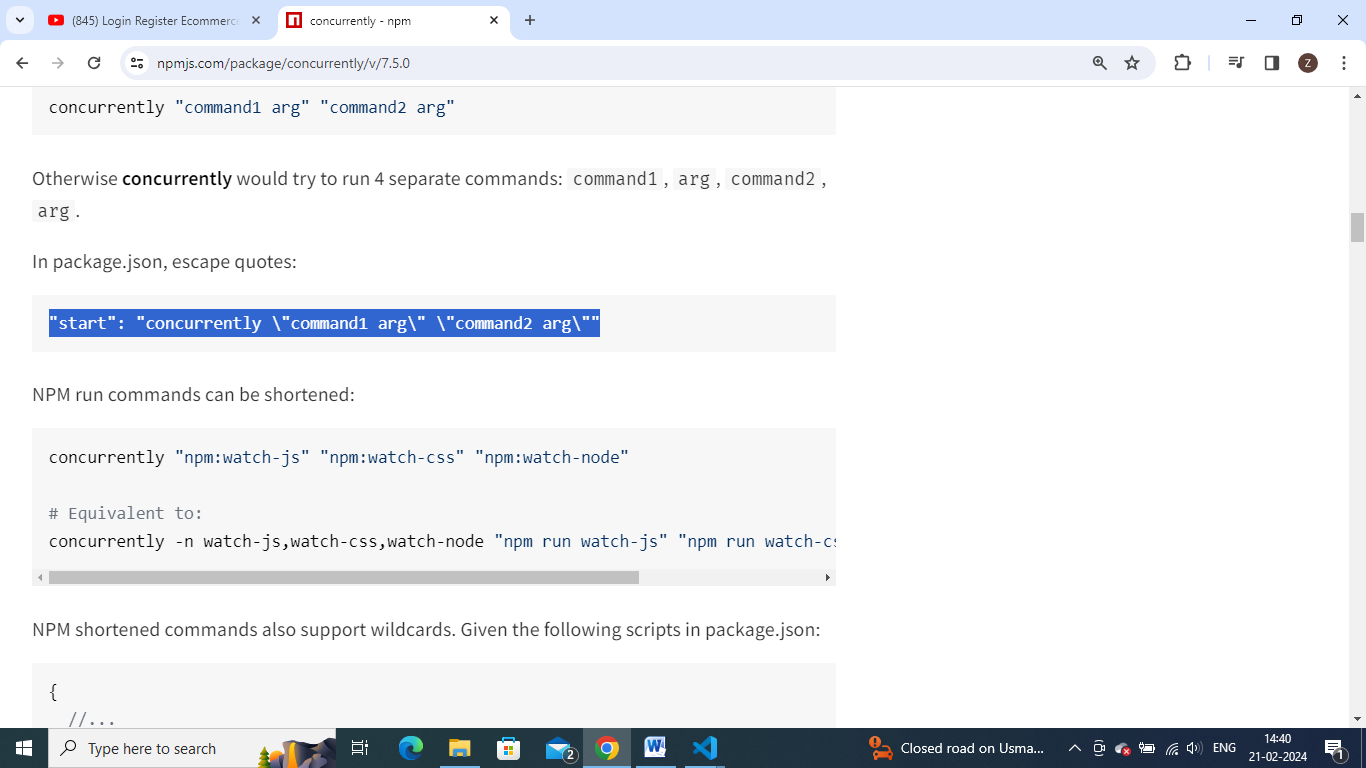 (845) Login Register Ecommerc
concurrently - npm
npmjs.com/package/concurrently/v/7.5.0
Z
concurrently "command1 arg" "command2 arg"
Otherwise concurrently would try to run 4 separate commands: command1, arg, command2,
arg.
In package.json, escape quotes:
"start": "concurrently \"command1 arg\" \"command2 arg\""
NPM run commands can be shortened:
concurrently "npm:watch-js" "npm:watch-css" "npm:watch-node"
# Equivalent to:
concurrently -n watch-js,watch-css,watch-node "npm run watch-js" "npm run watch-cs
NPM shortened commands also support wildcards. Given the following scripts in package.json:
{
//...
Type here to search
2
W
Closed road on Usma...
ENG
14:40
21-02-2024
1